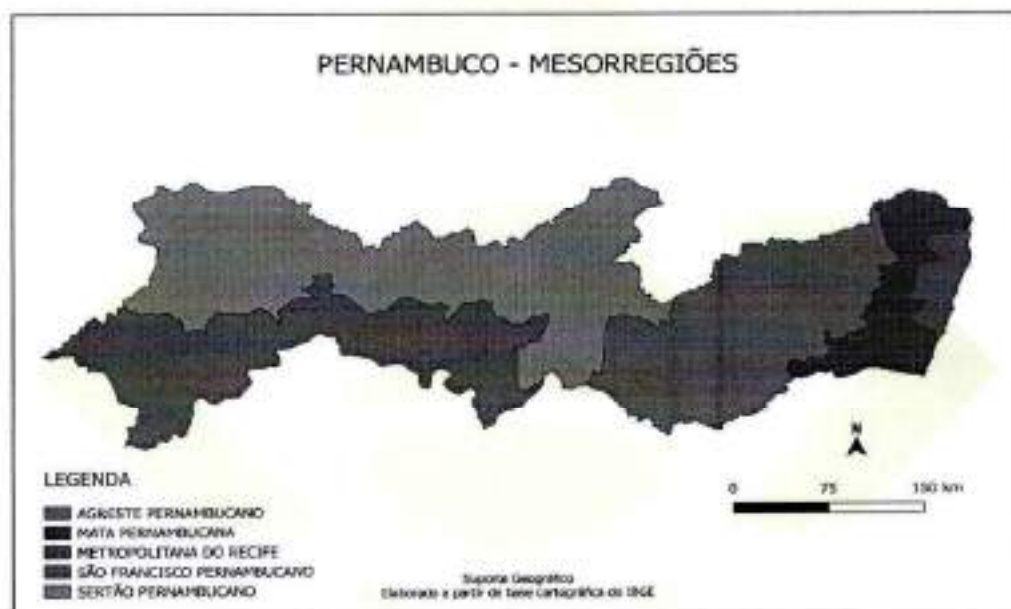 PERNAMBUCO - MESORREGIÕES
N
0 75 150 km
LEGENDA
AGRESTE PERNAMBUCANO
MATA PERNAMBUCANA
METROPOLITANA DO RECIFE
SÃO FRANCISCO PERNAMBUCANO
SERTÃO PERNAMBUCANO
Suporte Geográfico
Elaborado a partir de base cartográfica do IBGE